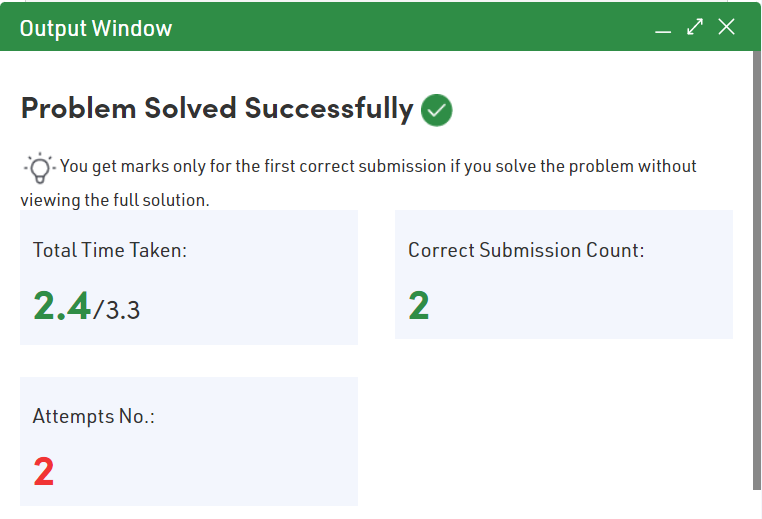 Output Window
Problem Solved Successfully
You get marks only for the first correct submission if you solve the problem without
viewing the full solution.
Total Time Taken:
2.4/3.3
Correct Submission Count:
2
Attempts No.:
2